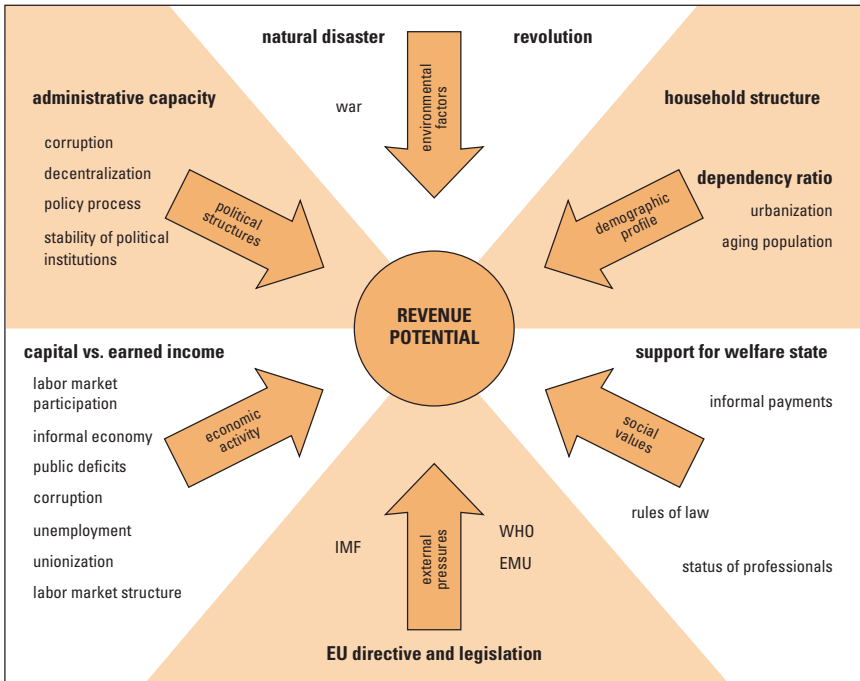 natural disaster
revolution
war
environmental
factors
administrative capacity
corruption
decentralization
policy process
stability of political
institutions
political
structures
household structure
dependency ratio
urbanization
aging population
demographic
profile
REVENUE
POTENTIAL
capital vs. earned income
labor market
participation
informal economy
public deficits
corruption
unemployment
unionization
labor market structure
economic
activity
support for welfare state
informal payments
rules of law
status of professionals
social
values
IMF
WHO
EMU
external
pressures
EU directive and legislation